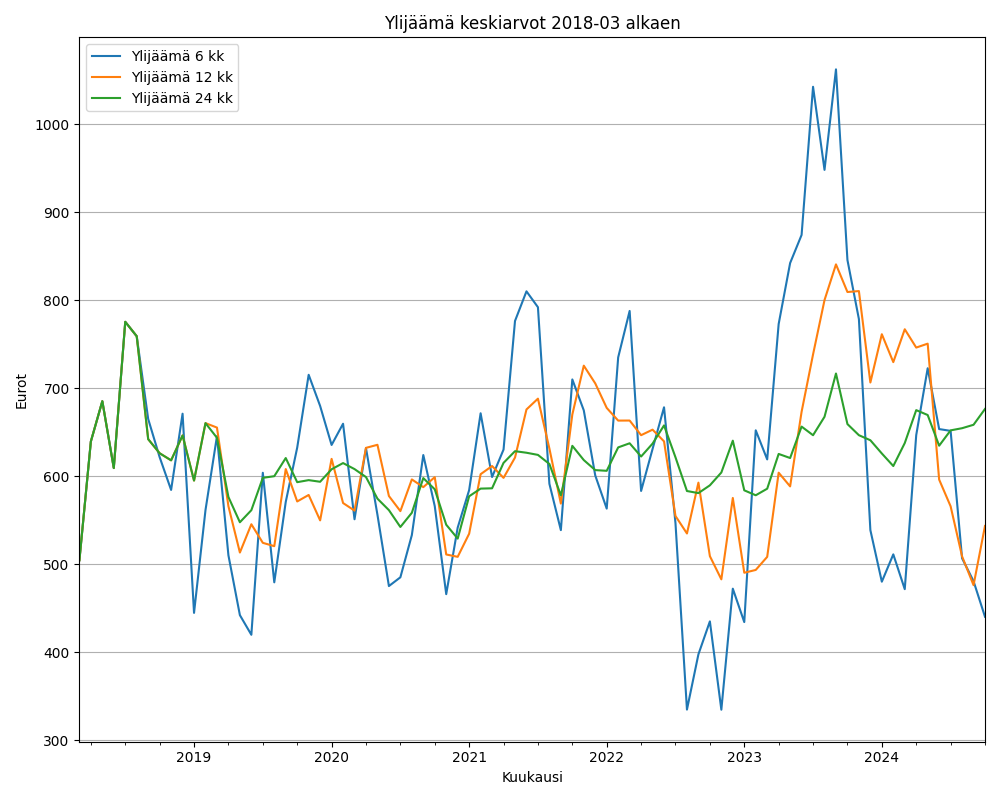 Ylijäämä keskiarvot 2018-03 alkaen
Ylijäämä 6 kk
Ylijäämä 12 kk
Ylijäämä 24 kk
Eurot
1000
900
800
700
600
500
400
300
2019 2020 2021 2022 2023 2024
Kuukausi